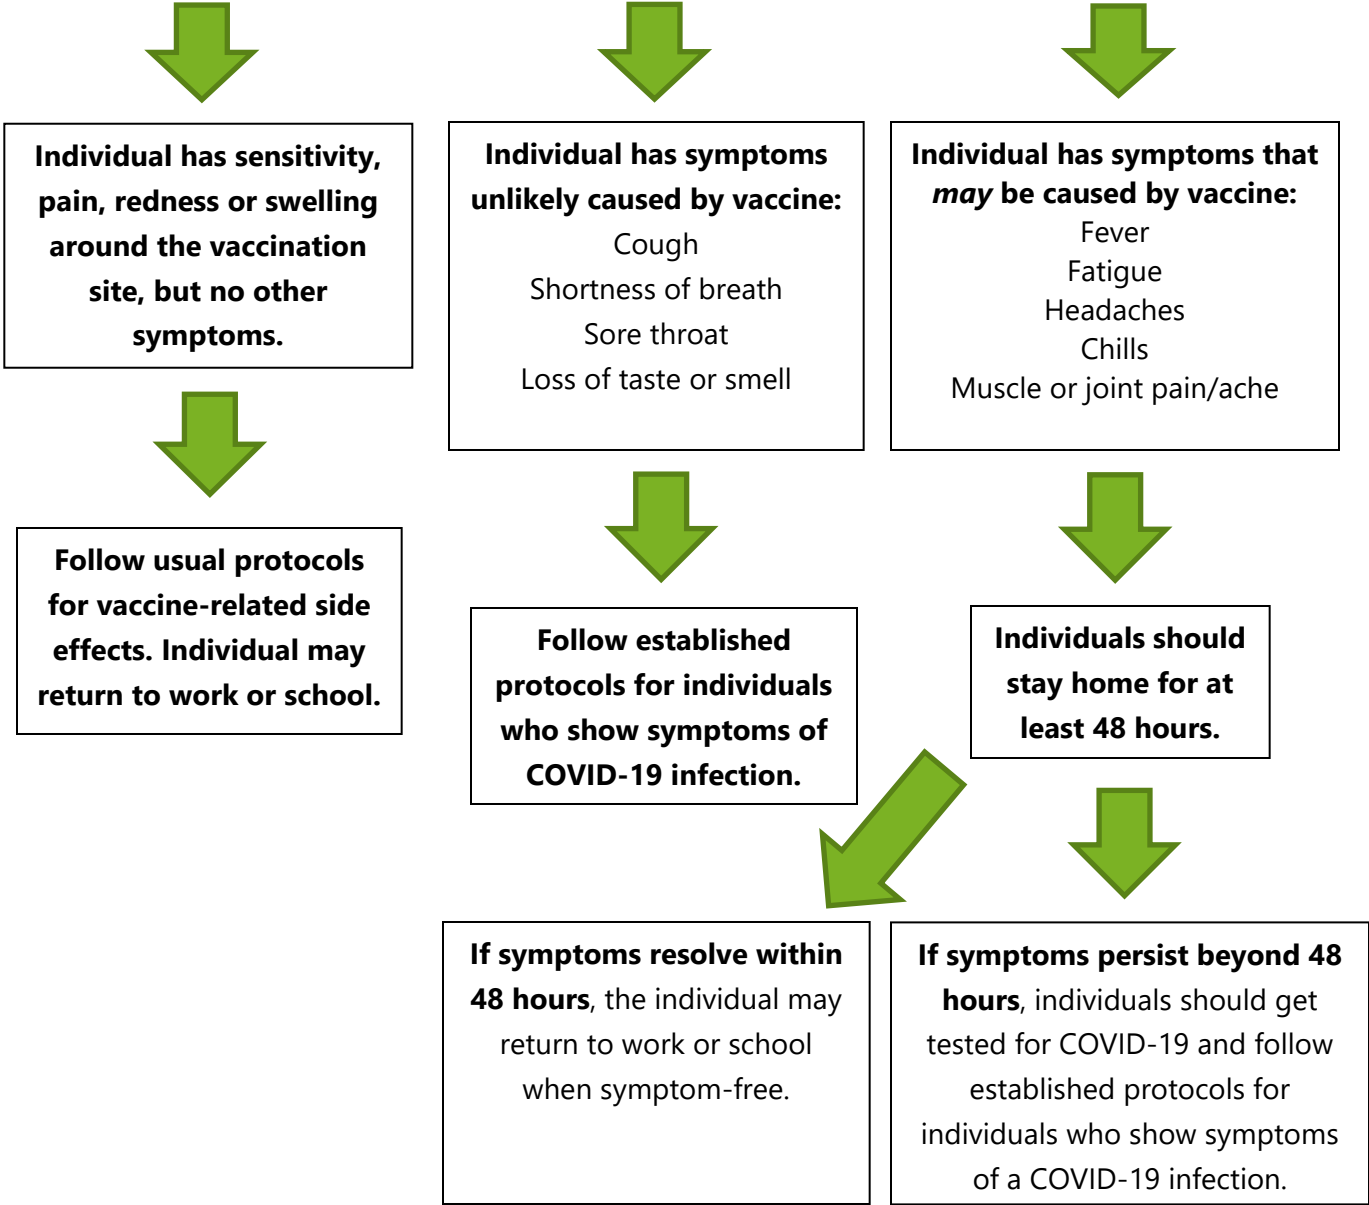 Individual has sensitivity,
pain, redness or swelling
around the vaccination
site, but no other
symptoms.
Individual has symptoms
unlikely caused by vaccine:
Cough
Shortness of breath
Sore throat
Loss of taste or smell
Individual has symptoms that
may be caused by vaccine:
Fever
Fatigue
Headaches
Chills
Muscle or joint pain/ache
Follow usual protocols
for vaccine-related side
effects. Individual may
return to work or school.
Follow established
protocols for individuals
who show symptoms of
COVID-19 infection.
Individuals should
stay home for at
least 48 hours.
If symptoms resolve within
48 hours, the individual may
return to work or school
when symptom-free.
If symptoms persist beyond 48
hours, individuals should get
tested for COVID-19 and follow
established protocols for
individuals who show symptoms
of a COVID-19 infection.